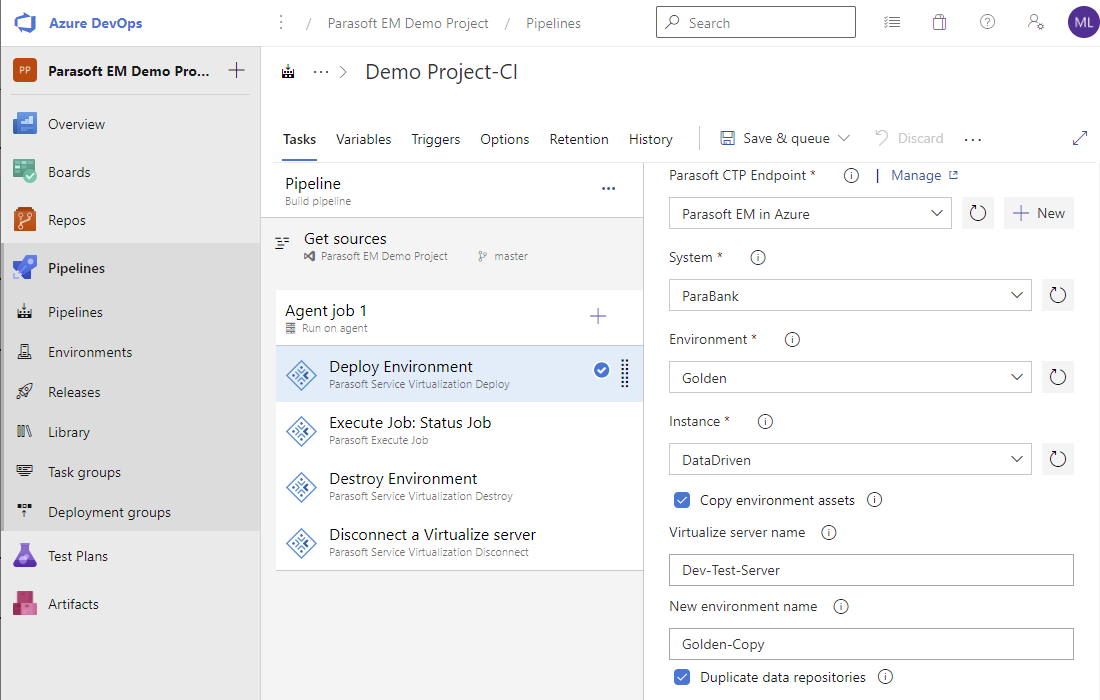 Azure DevOps
/ Parasoft EM Demo Project / Pipelines
Search
ML
PP
Parasoft EM Demo Pro...
Overview
Boards
Repos
Pipelines
Pipelines
Environments
Releases
Library
Task groups
Deployment groups
Test Plans
Artifacts
... > Demo Project-CI
Tasks Variables Triggers Options Retention History
Save & queue
Discard
...
Pipeline
Build pipeline
...
Get sources
Parasoft EM Demo Project
master
Agent job 1
Run on agent
Deploy Environment
Parasoft Service Virtualization Deploy
Execute Job: Status Job
Parasoft Execute Job
Destroy Environment
Parasoft Service Virtualization Destroy
Disconnect a Virtualize server
Parasoft Service Virtualization Disconnect
Parasoft CTP Endpoint * | Manage
Parasoft EM in Azure
New
System *
ParaBank
Environment *
Golden
Instance *
DataDriven
Copy environment assets
Virtualize server name
Dev-Test-Server
New environment name
Golden-Copy
Duplicate data repositories